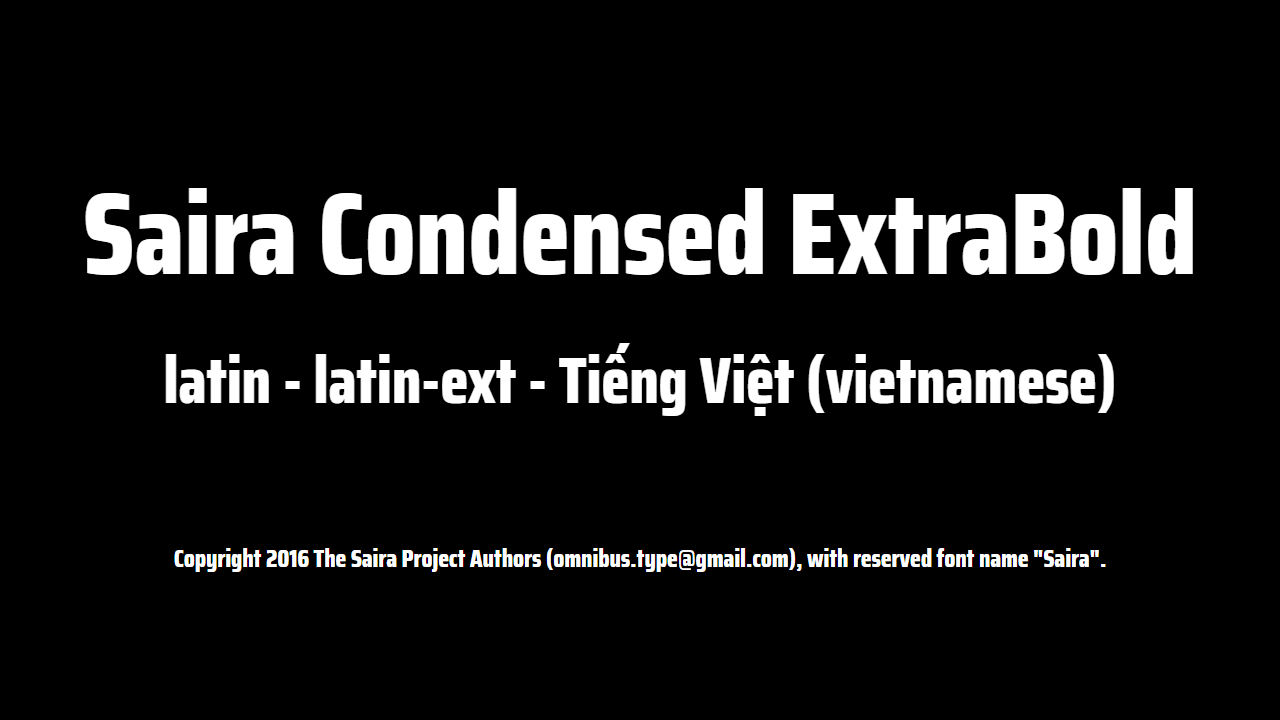 Saira Condensed ExtraBold
latin - latin-ext - Tiếng Việt (vietnamese)
Copyright 2016 The Saira Project Authors (omnibus.type@gmail.com), with reserved font name "Saira".